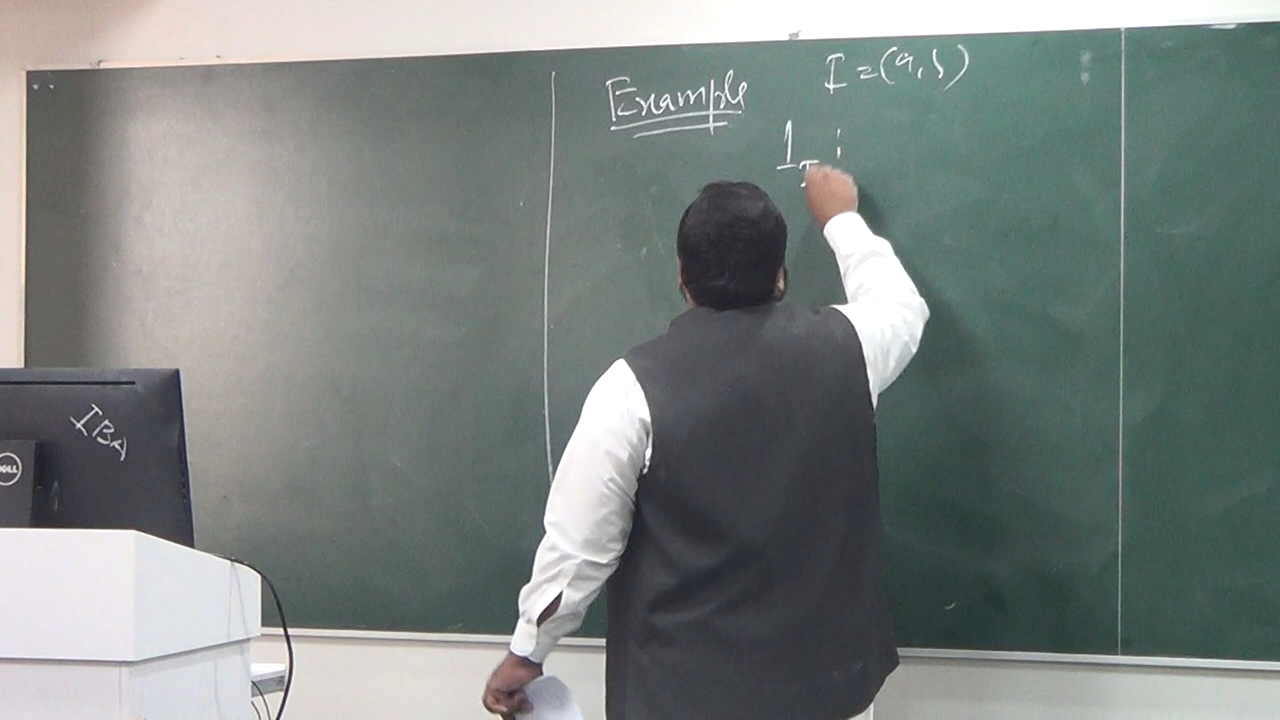 Example
I = (a, b)
1_I :
IBA
DELL